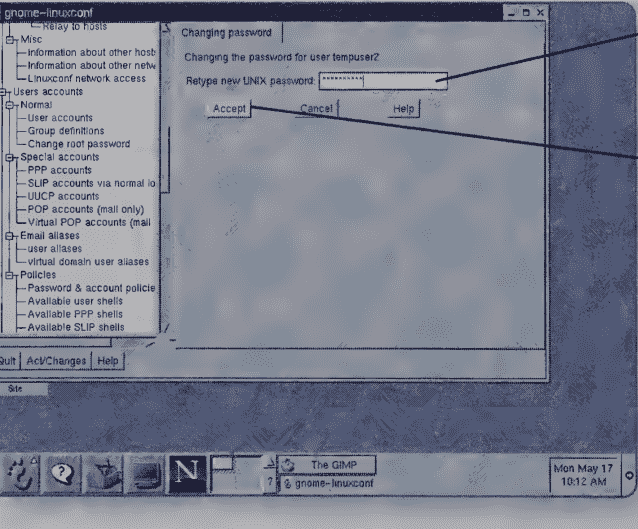 gnome-linuxconf
Relay to hosts
Misc
Information about other hosts
Information about other netw
Linuxconf network access
Users accounts
Normal
User accounts
Group definitions
Change root password
Special accounts
PPP accounts
SLIP accounts via normal lo
UUCP accounts
POP accounts (mail only)
Virtual POP accounts (mail
Email aliases
user aliases
virtual domain user aliases
Policies
Password & account policie
Available user shells
Available PPP shells
Available SLIP shells
Quit
Act/Changes
Help
Changing password
Changing the password for user tempuser2
Retype new UNIX password: *********
Accept
Cancel
Help
Site
N
?
The GIMP
gnome-linuxconf
Mon May 17
10:12 AM